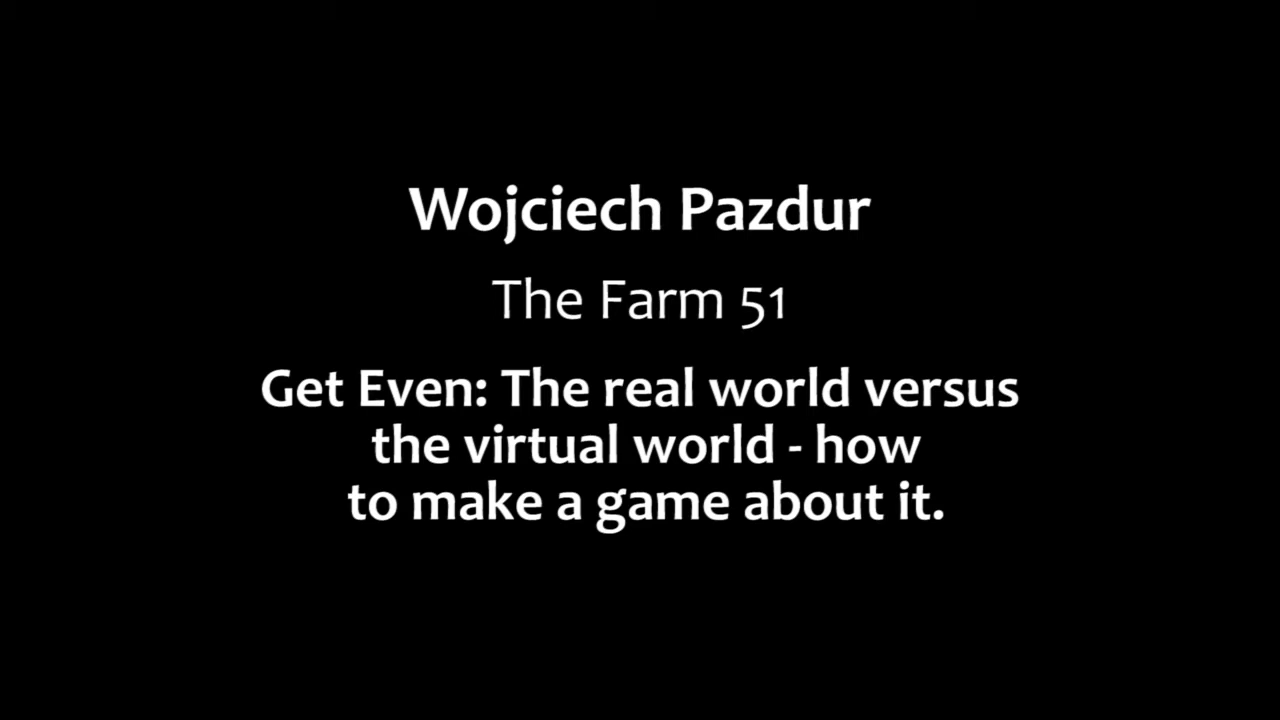 Wojciech Pazdur
The Farm 51
Get Even: The real world versus
the virtual world - how
to make a game about it.